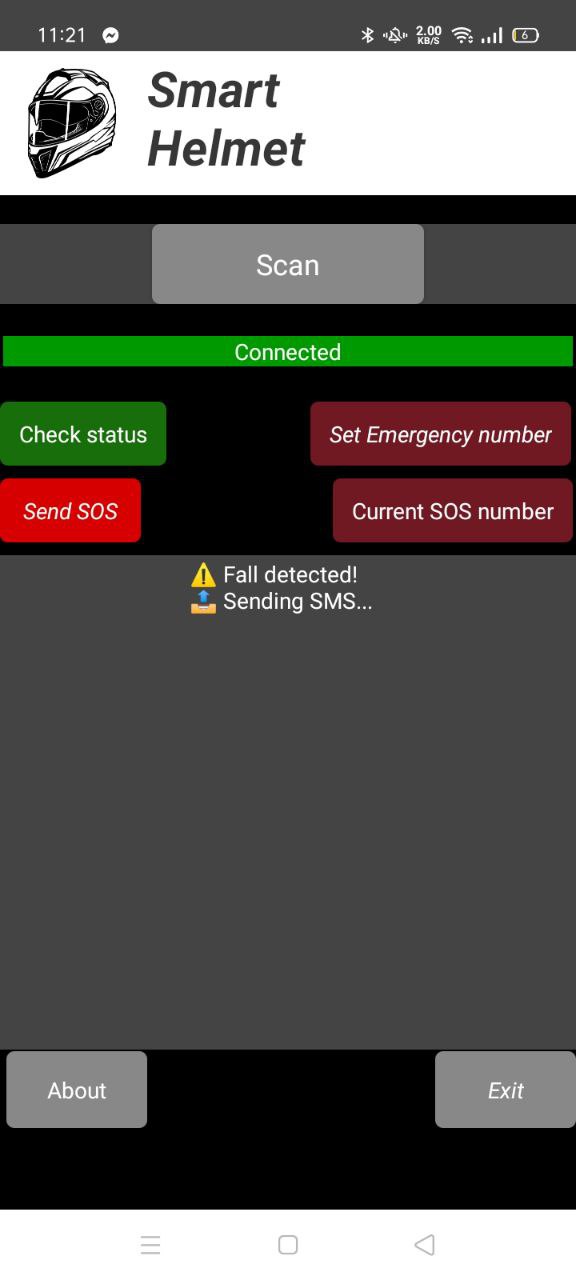 11:21
2.00
KB/S
6
Smart
Helmet
Scan
Connected
Check status
Set Emergency number
Send SOS
Current SOS number
⚠️ Fall detected!
📤 Sending SMS...
About
Exit